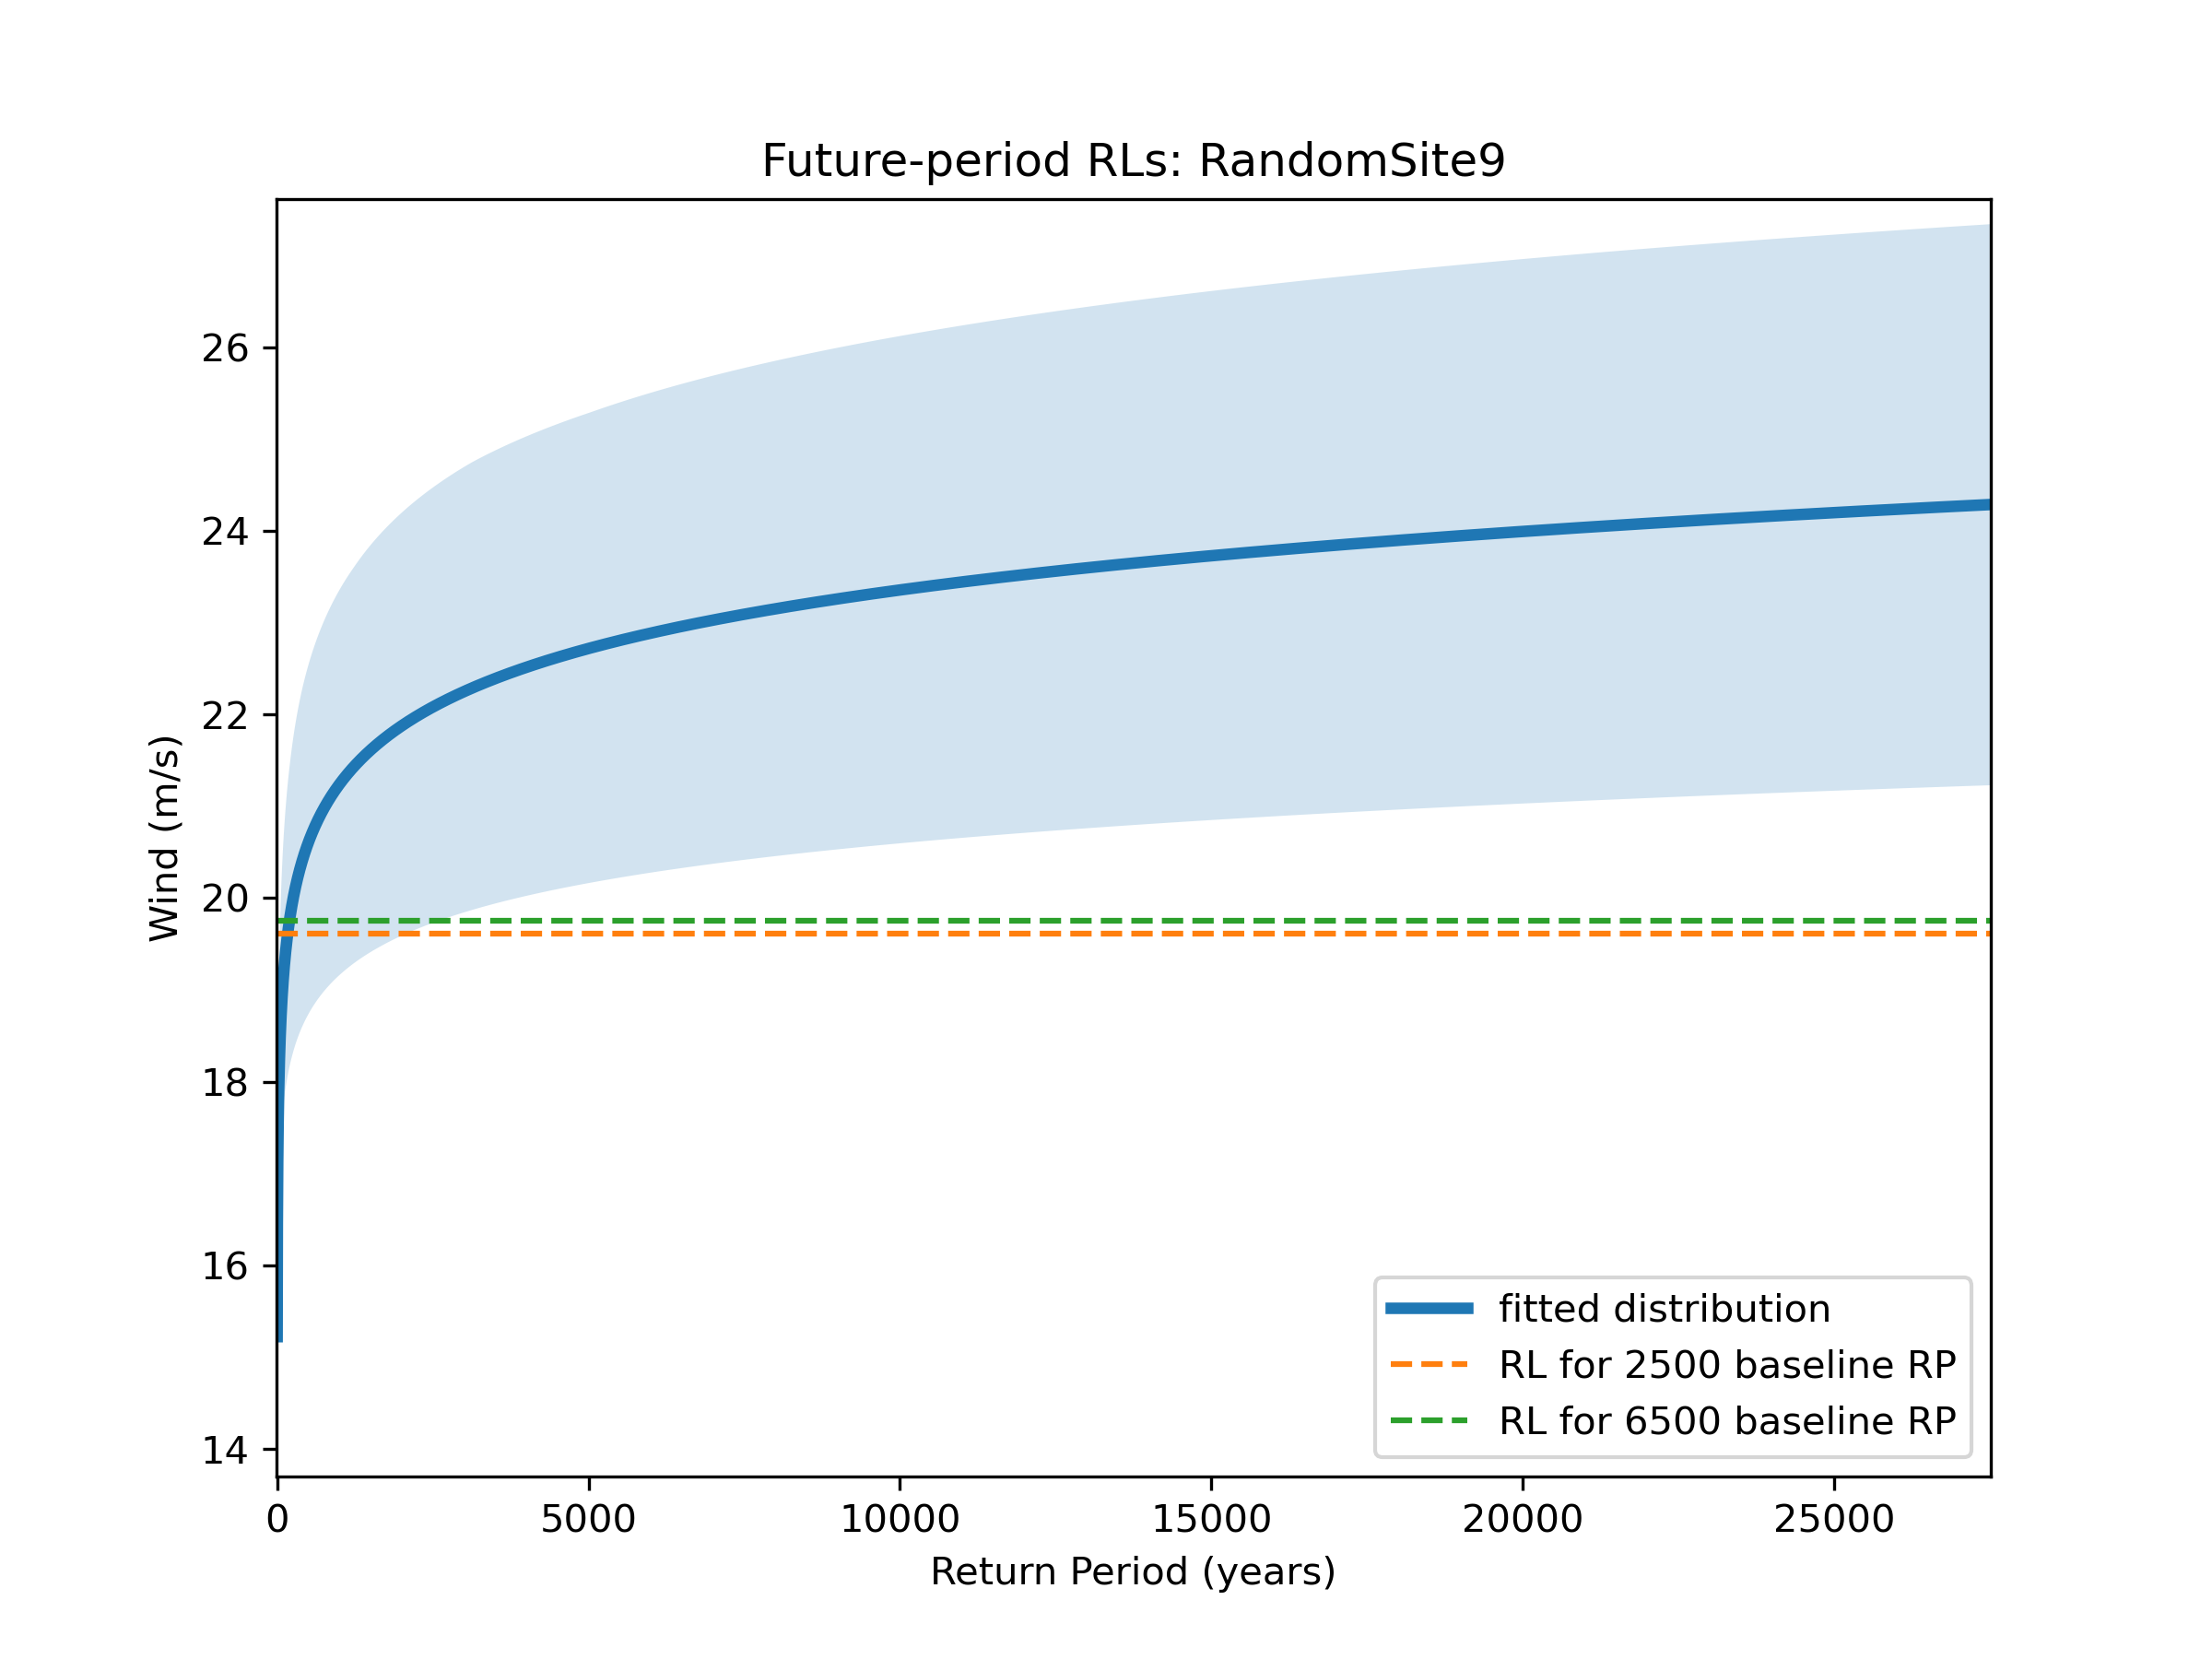 Future-period RLs: RandomSite9
Wind (m/s)
26
24
22
20
18
16
14
0 5000 10000 15000 20000 25000
Return Period (years)
fitted distribution
RL for 2500 baseline RP
RL for 6500 baseline RP